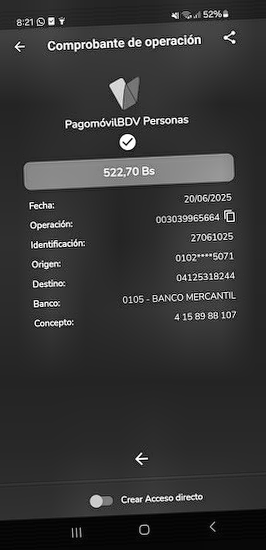 8:21 52%
Comprobante de operación
PagomóvilBDV Personas
522,70 Bs
Fecha: 20/06/2025
Operación: 003039965664
Identificación: 27061025
Origen: 0102****5071
Destino: 04125318244
Banco: 0105 - BANCO MERCANTIL
Concepto: 4 15 89 88 107
Crear Acceso directo